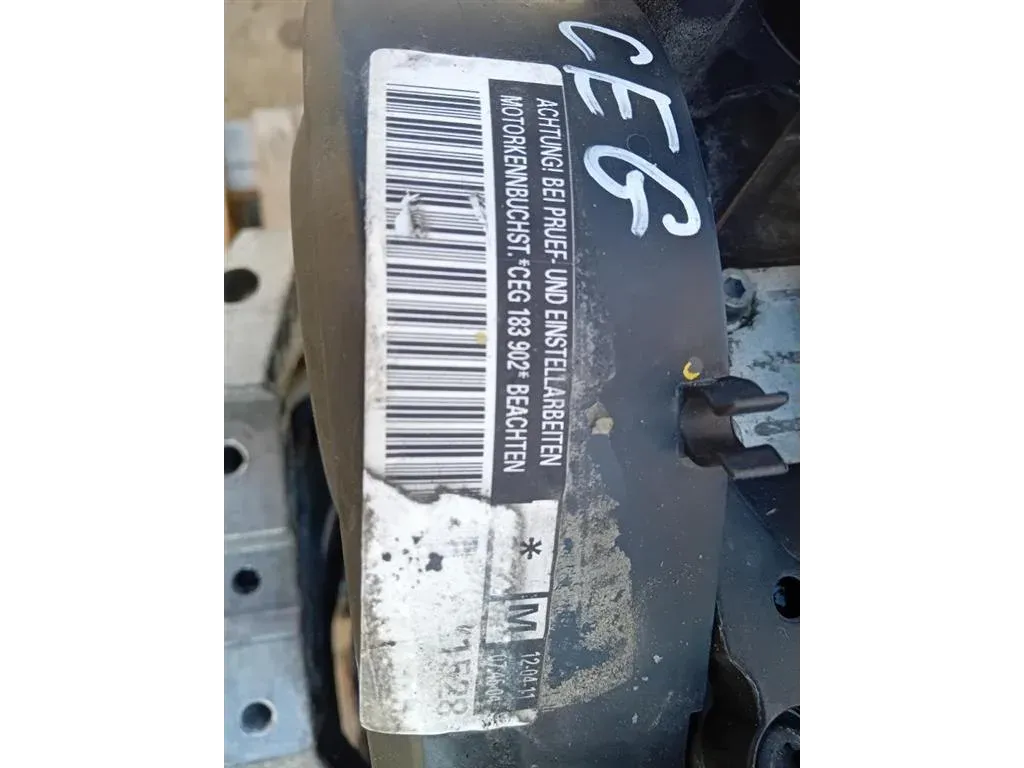 CEG
ACHTUNG! BEI PRUEF- UND EINSTELLARBEITEN
MOTORKENNBUCHST. *CEG 183 902* BEACHTEN
*
M
12-04-11